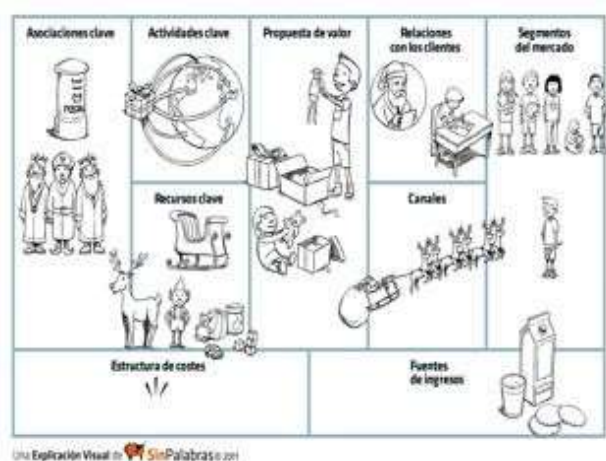 Asociaciones clave
Actividades clave
Propuesta de valor
Relaciones
con los clientes
Segmentos
del mercado
Recursos clave
Canales
Estructura de costes
Fuentes
de ingresos
Una Explicación Visual de SinPalabras © 2011